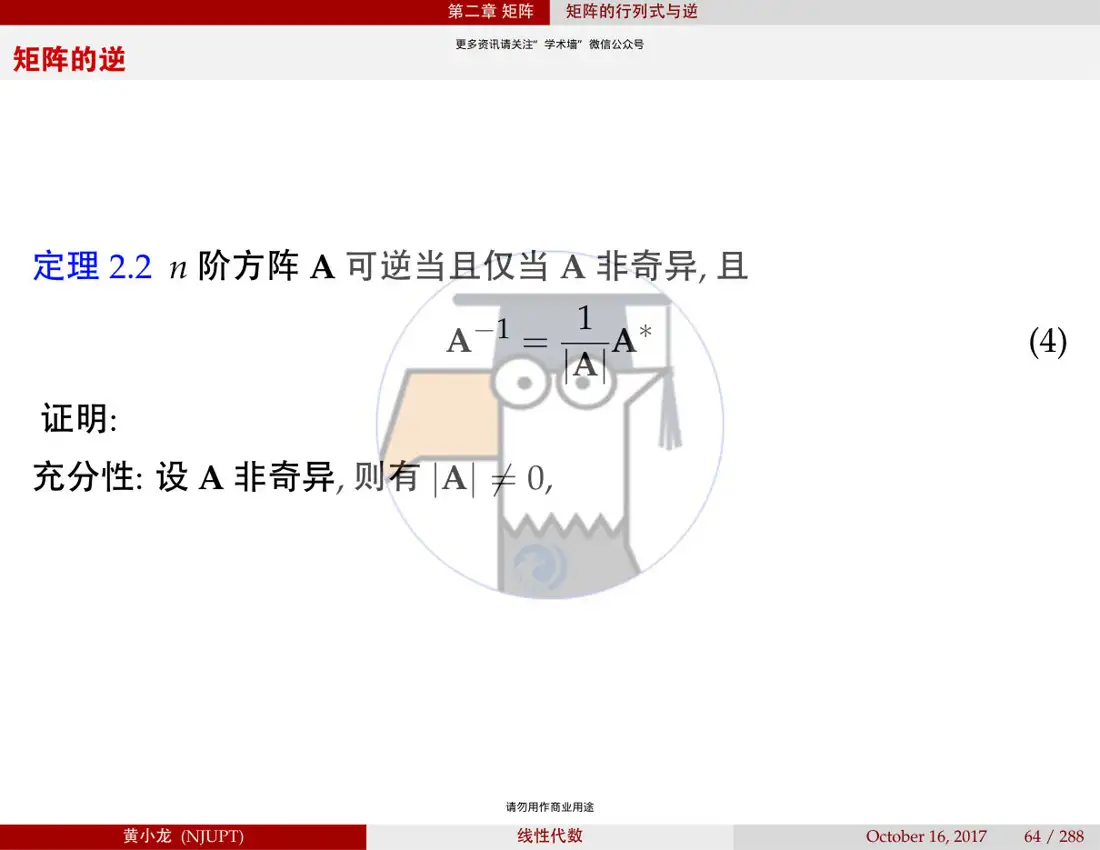 第二章 矩阵 矩阵的行列式与逆
更多资讯请关注“学术墙”微信公众号
矩阵的逆
定理 2.2 n 阶方阵 A 可逆当且仅当 A 非奇异, 且
A⁻¹ = 1/|A| A* (4)
证明:
充分性: 设 A 非奇异, 则有 |A| ≠ 0,
请勿用作商业用途
黄小龙 (NJUPT) 线性代数 October 16, 2017 64 / 288